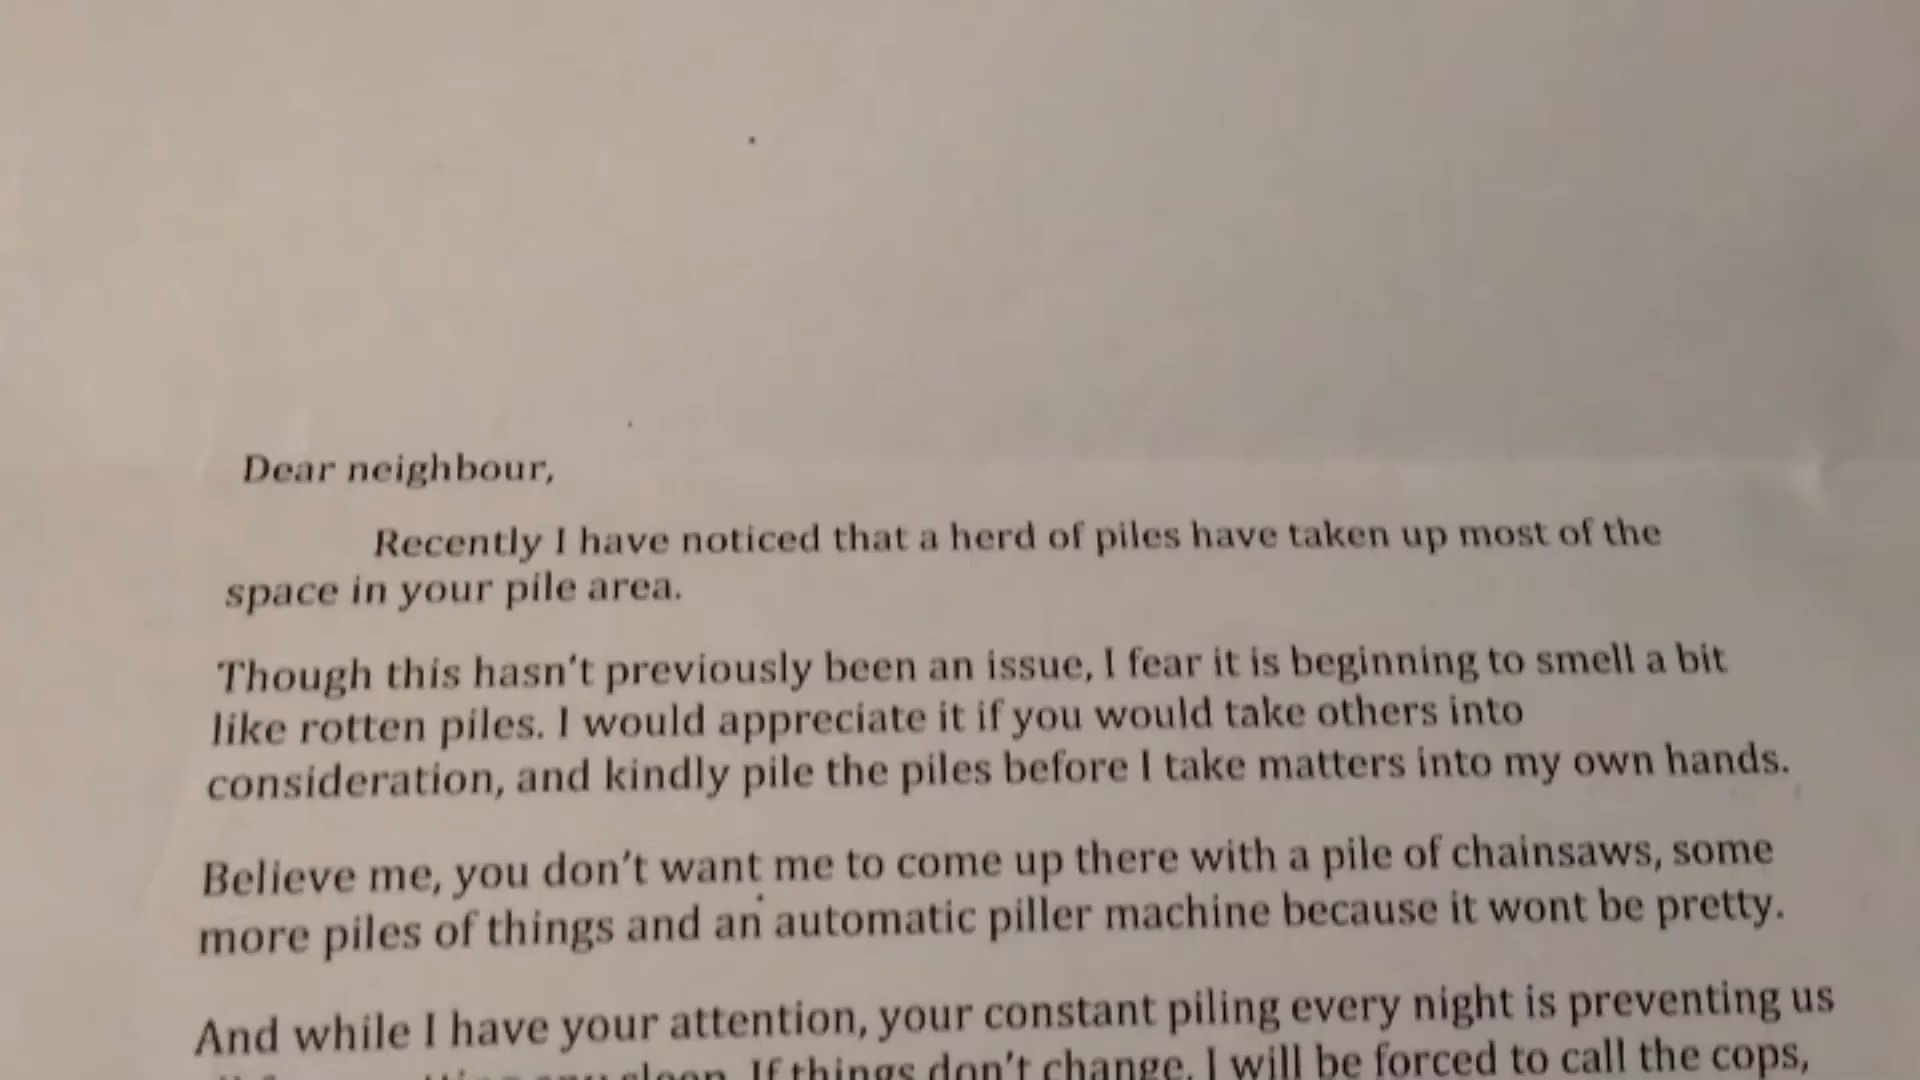 Dear neighbour,
Recently I have noticed that a herd of piles have taken up most of the
space in your pile area.
Though this hasn't previously been an issue, I fear it is beginning to smell a bit
like rotten piles. I would appreciate it if you would take others into
consideration, and kindly pile the piles before I take matters into my own hands.
Believe me, you don't want me to come up there with a pile of chainsaws, some
more piles of things and an automatic piller machine because it wont be pretty.
And while I have your attention, your constant piling every night is preventing us
sleep. If things don't change, I will be forced to call the cops,